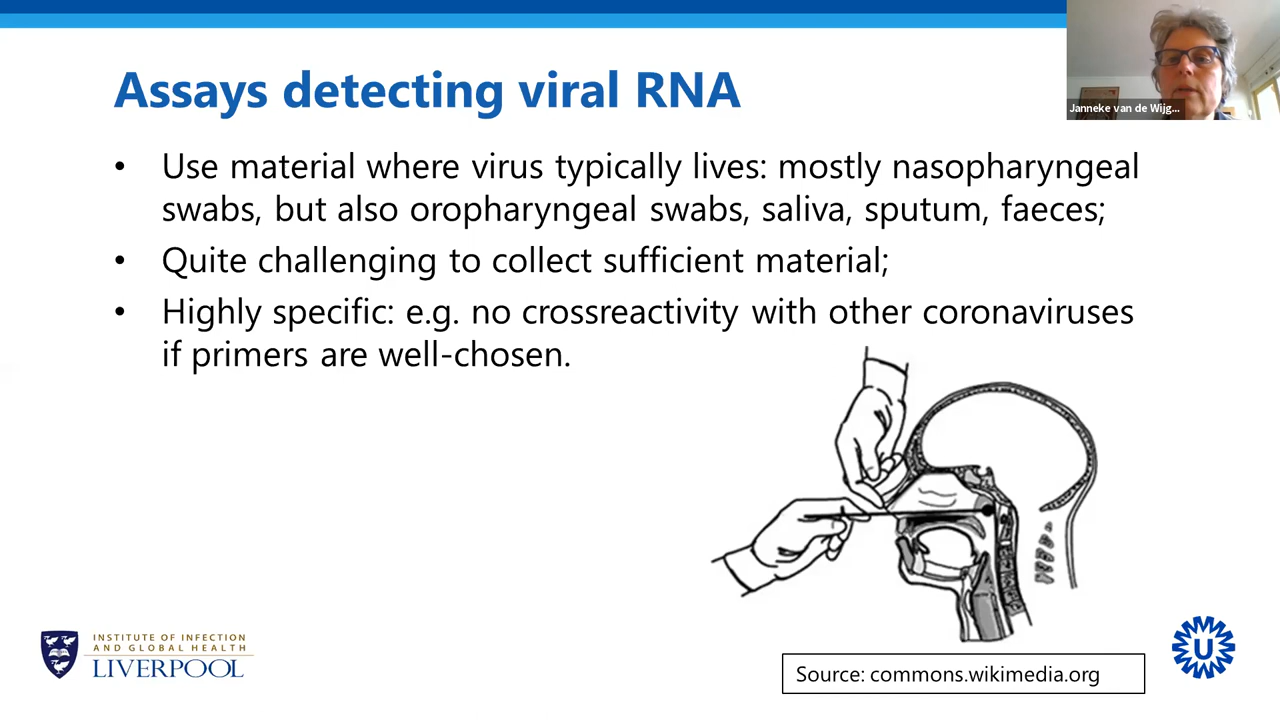 Assays detecting viral RNA
Janneke van de Wijg...
• Use material where virus typically lives: mostly nasopharyngeal
swabs, but also oropharyngeal swabs, saliva, sputum, faeces;
• Quite challenging to collect sufficient material;
• Highly specific: e.g. no crossreactivity with other coronaviruses
if primers are well-chosen.
INSTITUTE OF INFECTION
AND GLOBAL HEALTH
LIVERPOOL
Source: commons.wikimedia.org
U